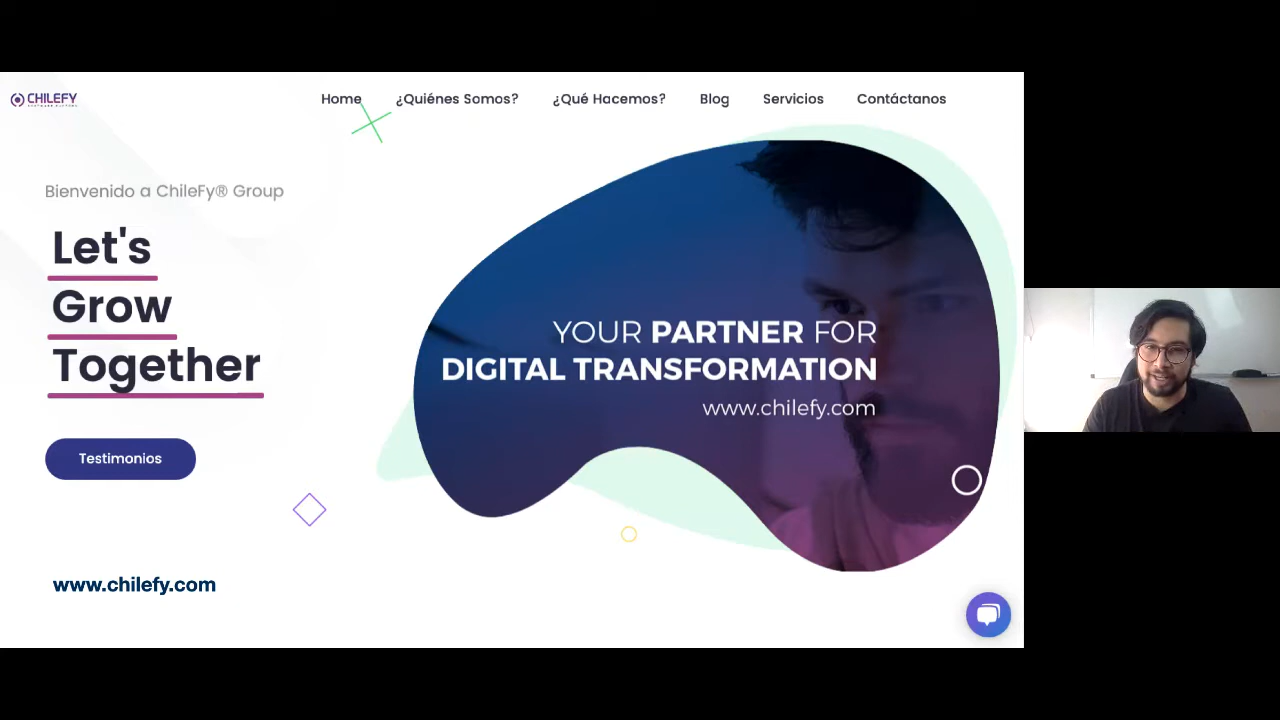 CHILEFY
Home ¿Quiénes Somos? ¿Qué Hacemos? Blog Servicios Contáctanos
Bienvenido a ChileFy® Group
Let's
Grow
Together
Testimonios
www.chilefy.com
YOUR PARTNER FOR
DIGITAL TRANSFORMATION
www.chilefy.com